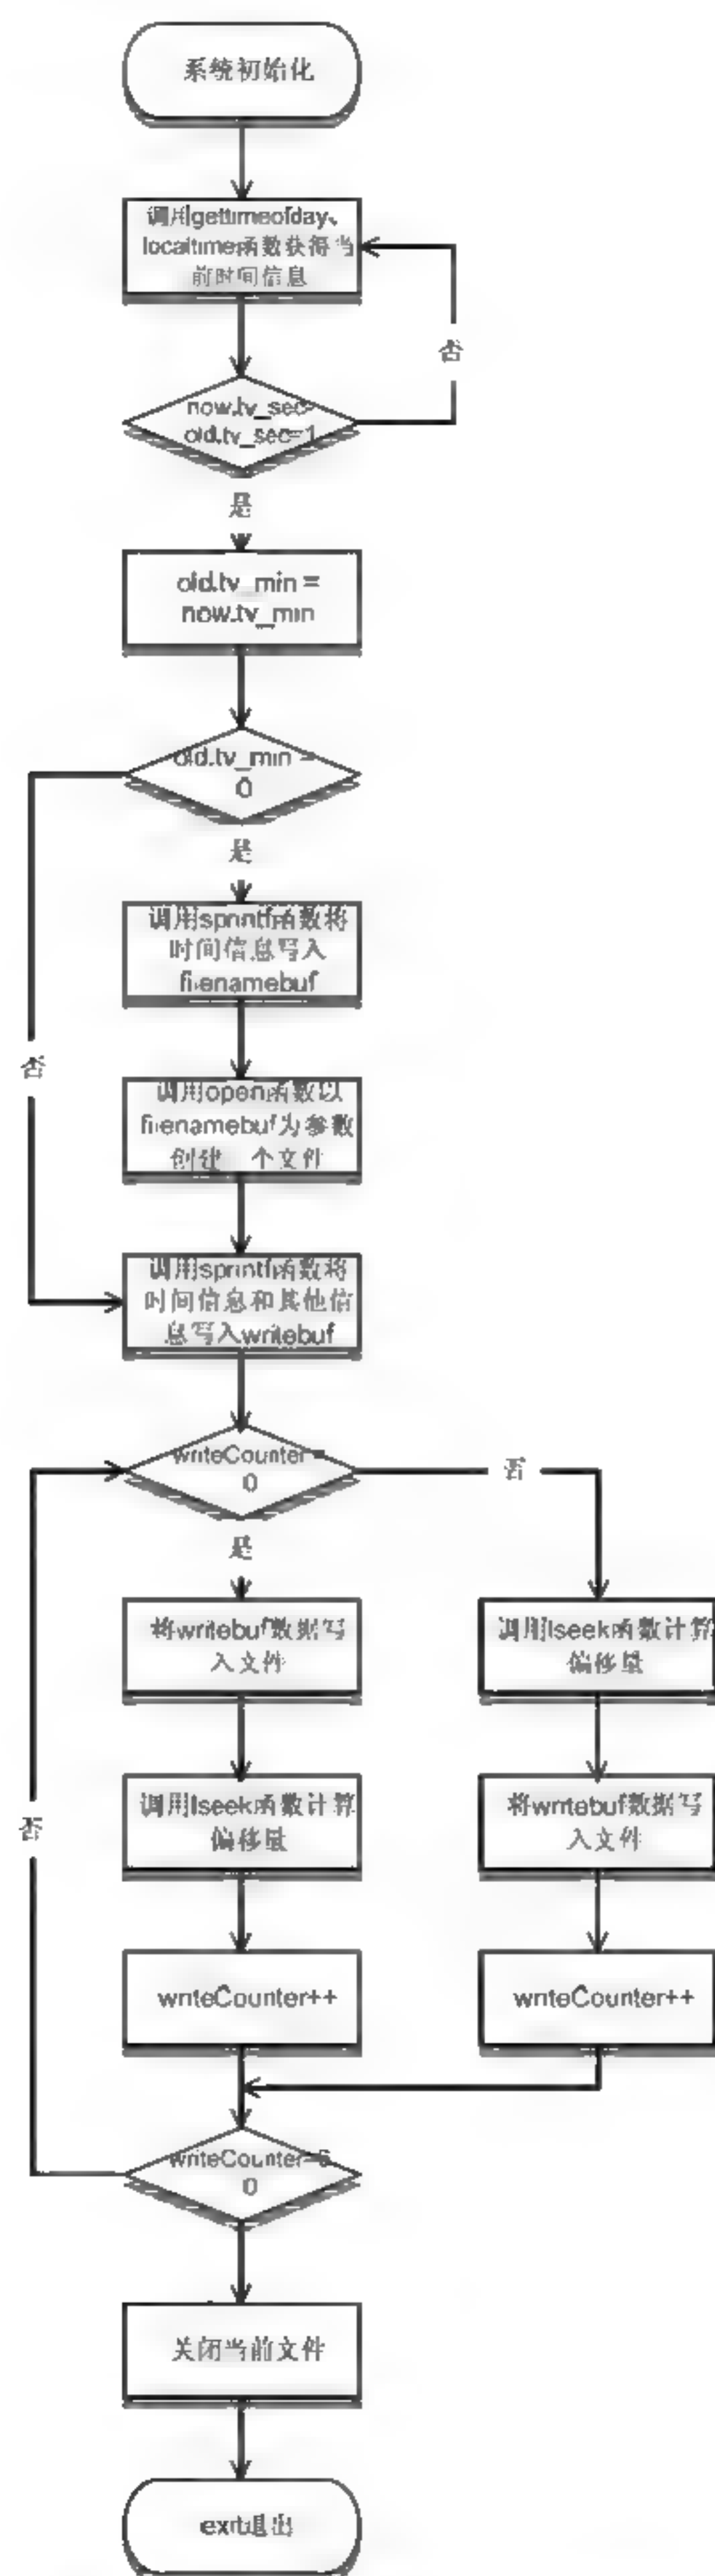 系统初始化
调用gettimeofday、
localtime函数获得当
前时间信息
否
now.tv_sec-
old.tv_sec=1
是
old.tv_min =
now.tv_min
old.tv_min =
0
是
调用sprintf函数将
时间信息写入
filenamebuf
否
调用open函数以
filenamebuf为参数
创建一个文件
调用sprintf函数将
时间信息和其他信
息写入writebuf
writeCounter =
0
否
是
将writebuf数据写
入文件
调用lseek函数计算
偏移量
调用lseek函数计算
偏移量
将writebuf数据写
入文件
否
writeCounter++
writeCounter++
writeCounter=6
0
关闭当前文件
exit退出